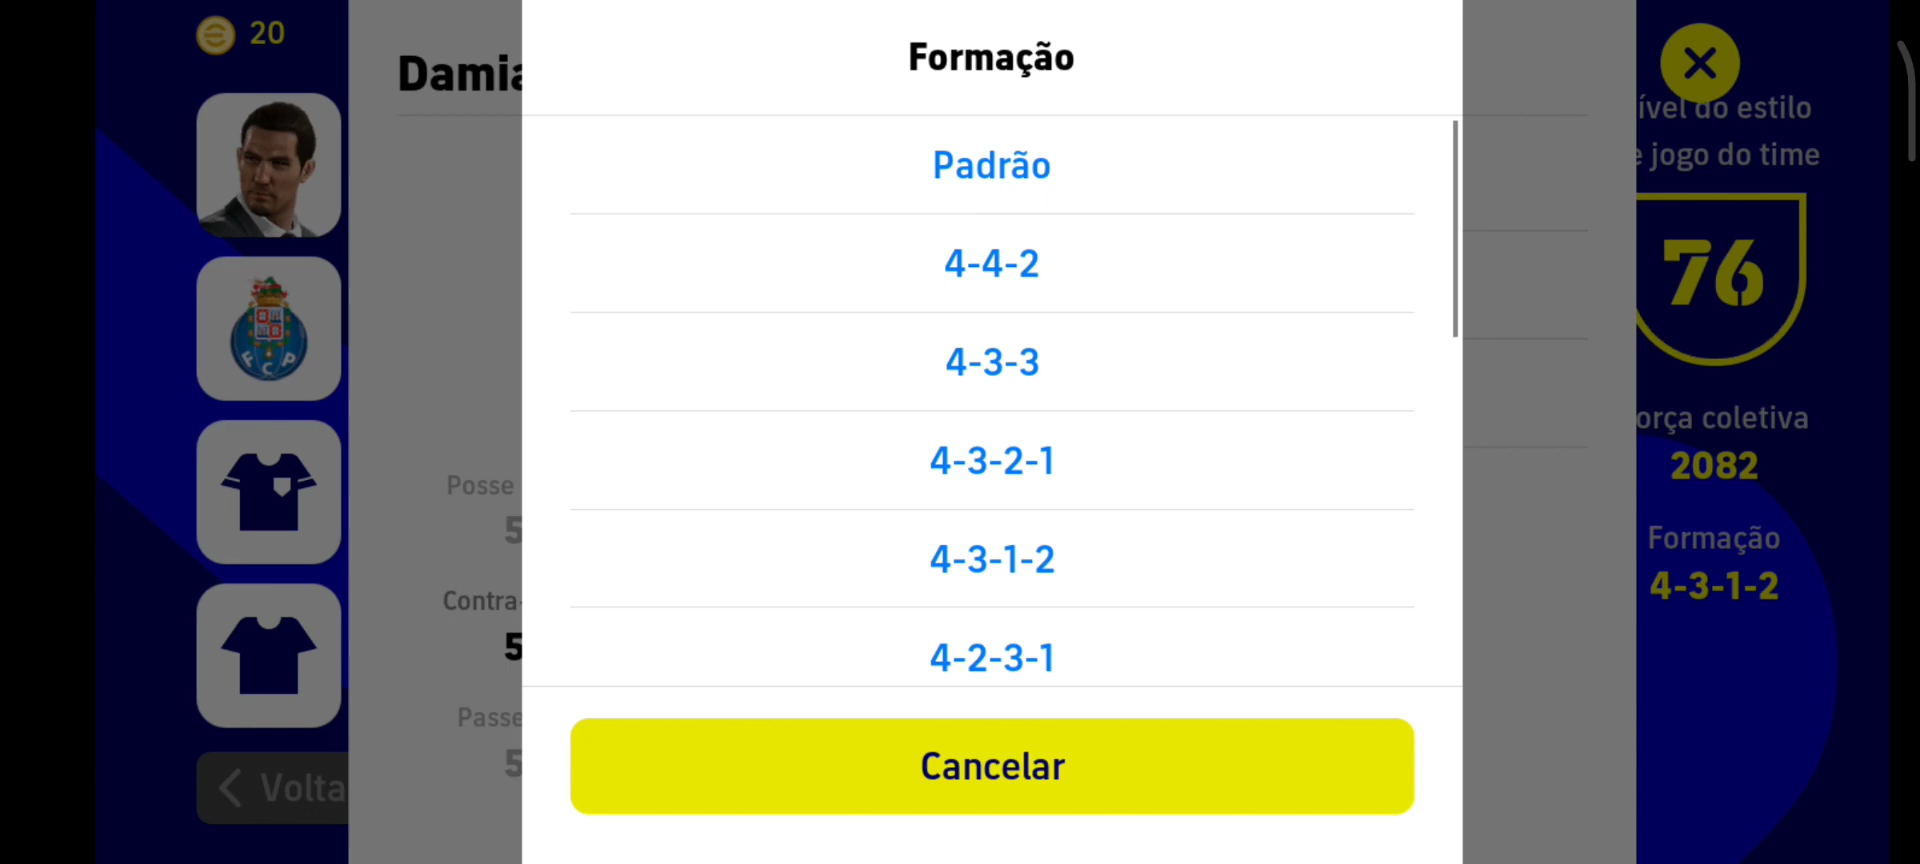 20
Damia
Formação
Padrão
4-4-2
4-3-3
4-3-2-1
4-3-1-2
4-2-3-1
Cancelar
Posse
5
Contra-
5
Passe
5
Volta
F C P
ível do estilo
e jogo do time
76
orça coletiva
2082
Formação
4-3-1-2